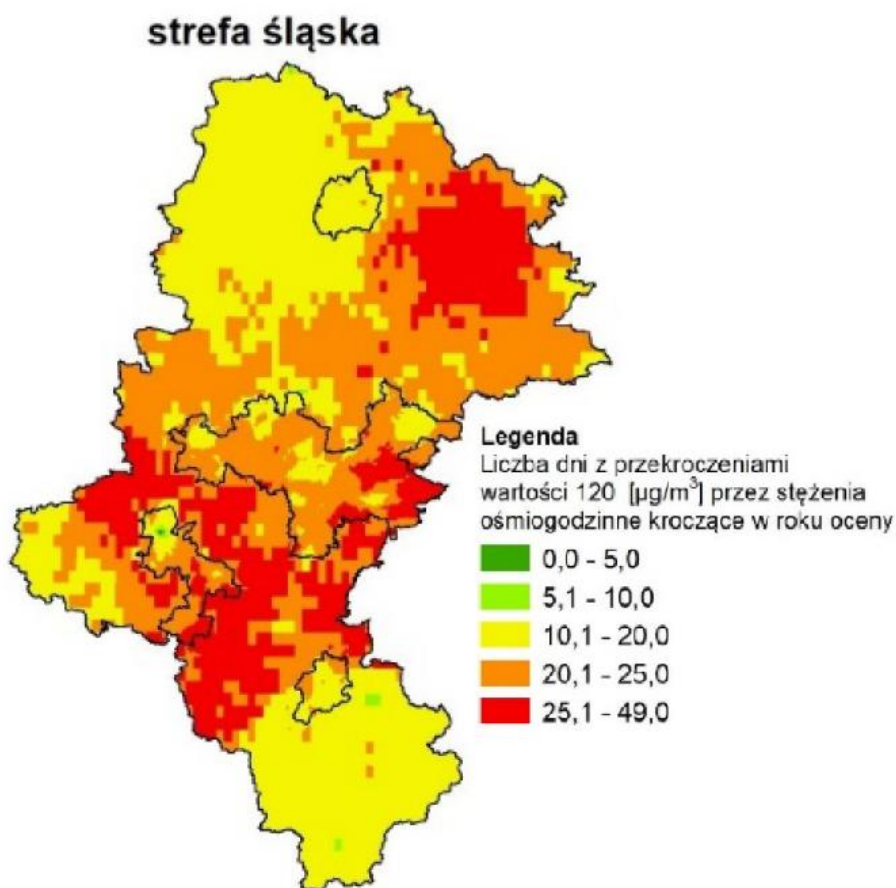 strefa śląska
Legenda
Liczba dni z przekroczeniami
wartości 120 [µg/m³] przez stężenia
ośmiogodzinne kroczące w roku oceny
0,0 - 5,0
5,1 - 10,0
10,1 - 20,0
20,1 - 25,0
25,1 - 49,0